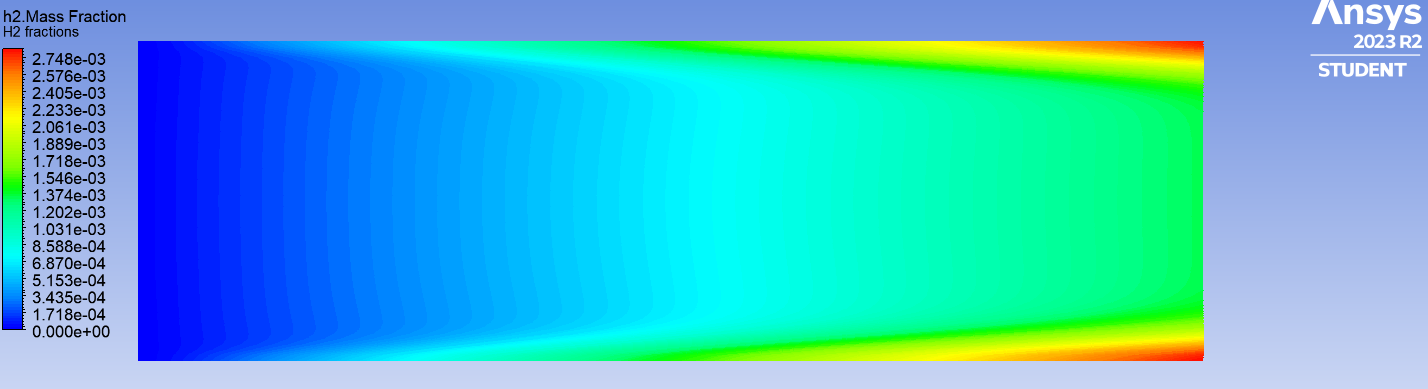 h2.Mass Fraction
H2 fractions
2.748e-03
2.576e-03
2.405e-03
2.233e-03
2.061e-03
1.889e-03
1.718e-03
1.546e-03
1.374e-03
1.202e-03
1.031e-03
8.588e-04
6.870e-04
5.153e-04
3.435e-04
1.718e-04
0.000e+00
Ansys
2023 R2
STUDENT